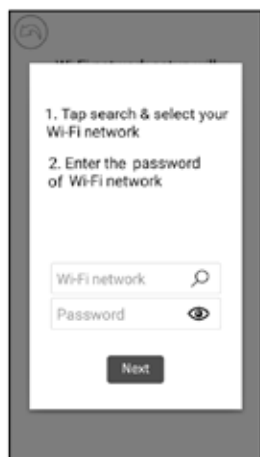 1. Tap search & select your
Wi-Fi network
2. Enter the password
of Wi-Fi network
Wi-Fi network
Password
Next